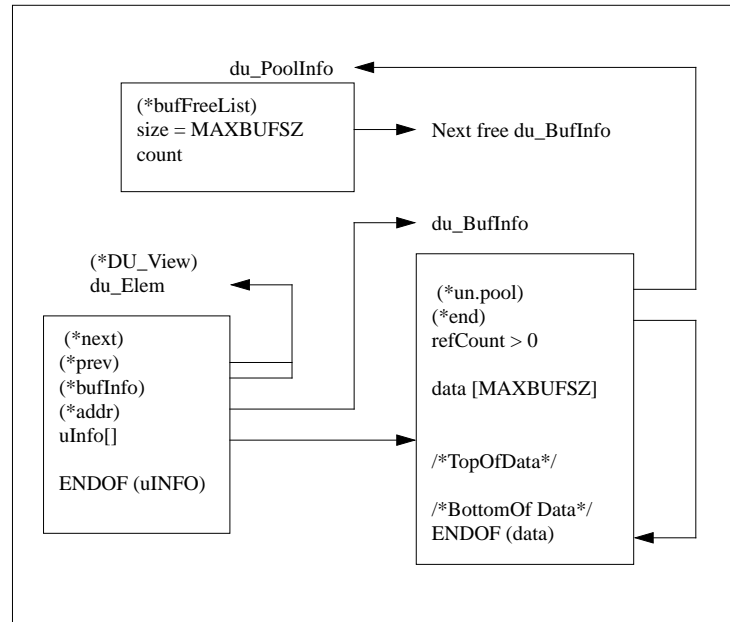 du_PoolInfo
(*bufFreeList)
size = MAXBUFSZ
count
Next free du_BufInfo
du_BufInfo
(*DU_View)
du_Elem
(*next)
(*prev)
(*bufInfo)
(*addr)
uInfo[]
ENDOF (uINFO)
(*un.pool)
(*end)
refCount > 0
data [MAXBUFSZ]
/*TopOfData*/
/*BottomOf Data*/
ENDOF (data)